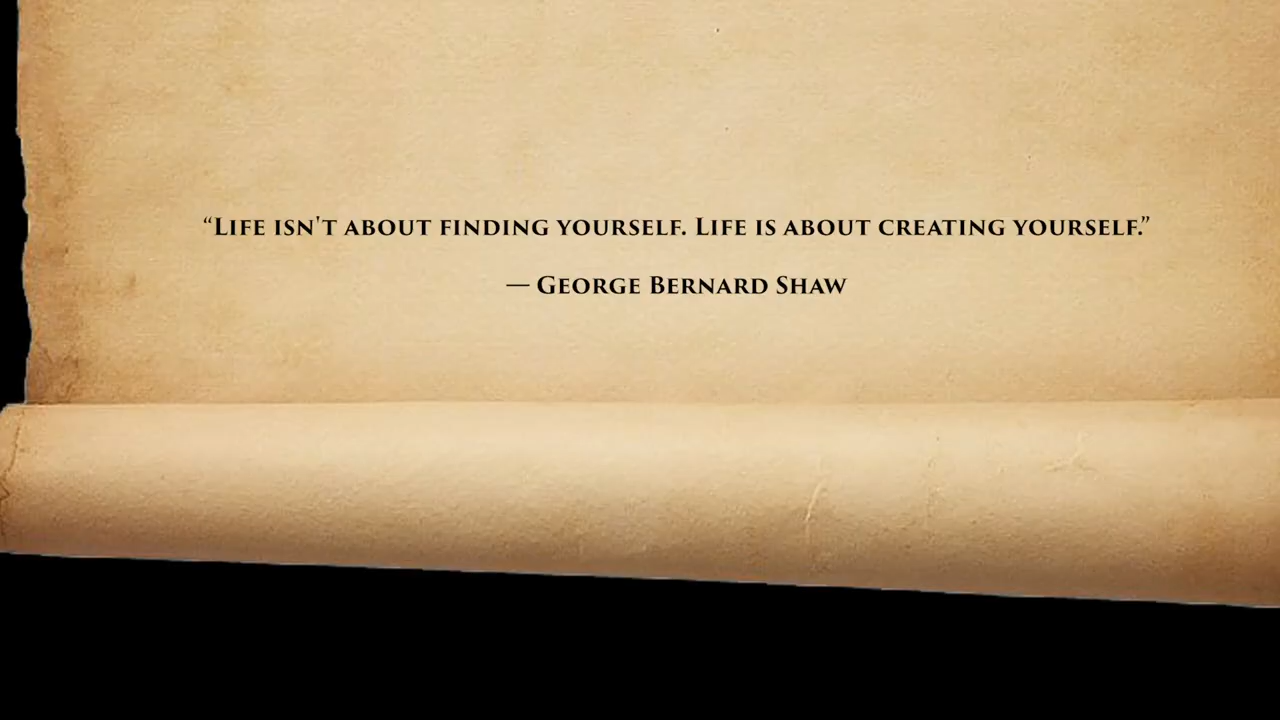 “Life isn't about finding yourself. Life is about creating yourself.”
— George Bernard Shaw